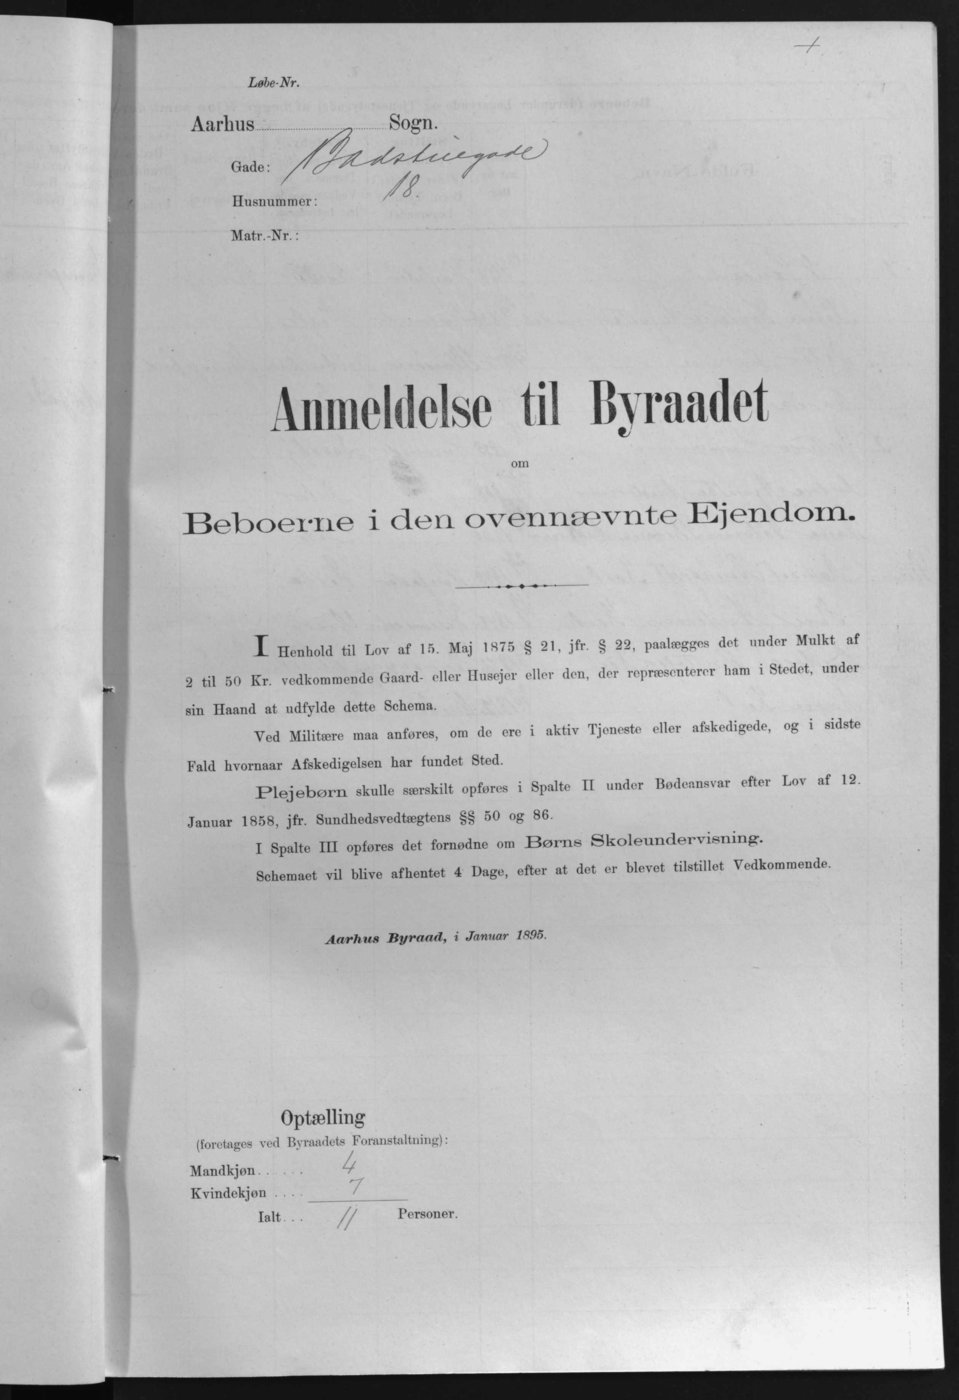 Løbe-Nr.
Aarhus Sogn.
Gade: Badstuegade
Husnummer: 18.
Matr.-Nr.:
Anmeldelse til Byraadet
om
Beboerne i den ovennævnte Ejendom.
I Henhold til Lov af 15. Maj 1875 § 21, jfr. § 22, paalægges det under Mulkt af
2 til 50 Kr. vedkommende Gaard- eller Husejer eller den, der repræsenterer ham i Stedet, under
sin Haand at udfylde dette Schema.
Ved Militære maa anføres, om de ere i aktiv Tjeneste eller afskedigede, og i sidste
Fald hvornaar Afskedigelsen har fundet Sted.
Plejebørn skulle særskilt opføres i Spalte II under Bødeansvar efter Lov af 12.
Januar 1858, jfr. Sundhedsvedtægtens §§ 50 og 86.
I Spalte III opføres det fornødne om Børns Skoleundervisning.
Schemaet vil blive afhentet 4 Dage, efter at det er blevet tilstillet Vedkommende.
Aarhus Byraad, i Januar 1895.
Optælling
(foretages ved Byraadets Foranstaltning):
Mandkjøn . . . . . . 4
Kvindekjøn . . . . 7
Ialt . . . 11 Personer.